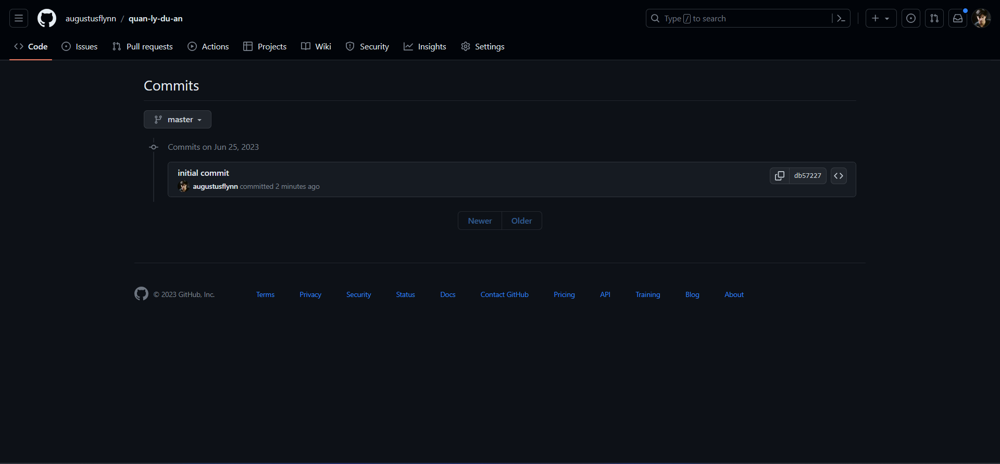 augustusflynn / quan-ly-du-an
Type / to search
Code Issues Pull requests Actions Projects Wiki Security Insights Settings
Commits
master
Commits on Jun 25, 2023
initial commit
db57227
augustusflynn committed 2 minutes ago
Newer Older
© 2023 GitHub, Inc. Terms Privacy Security Status Docs Contact GitHub Pricing API Training Blog About